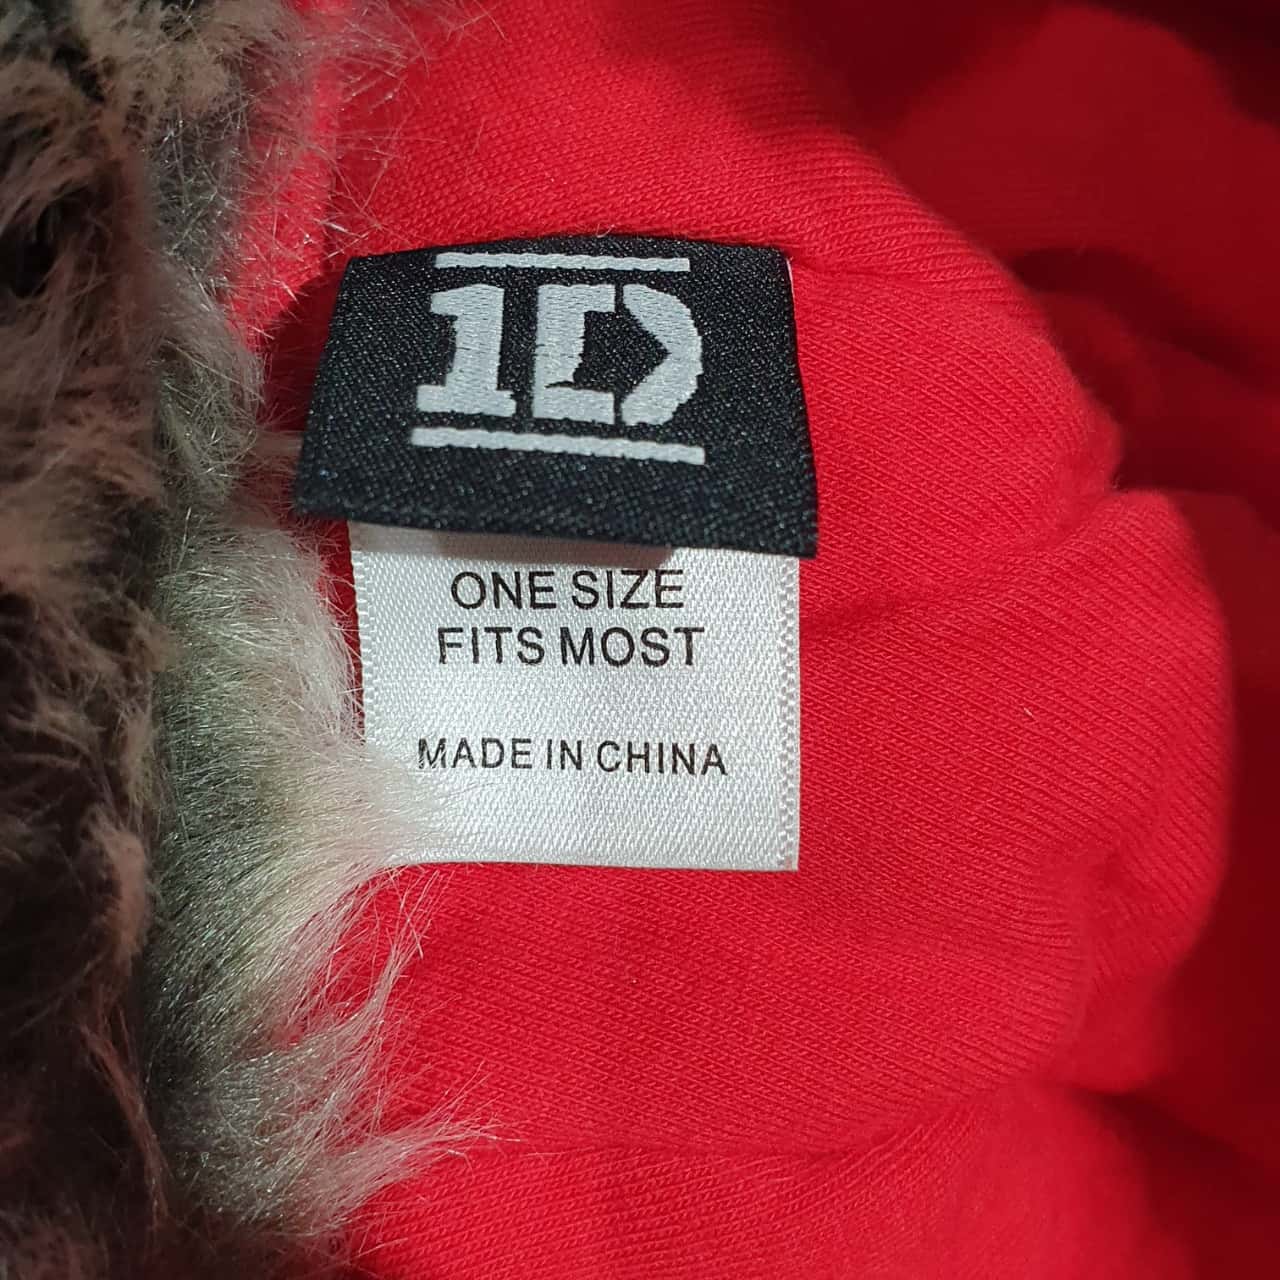 1D
ONE SIZE
FITS MOST
MADE IN CHINA